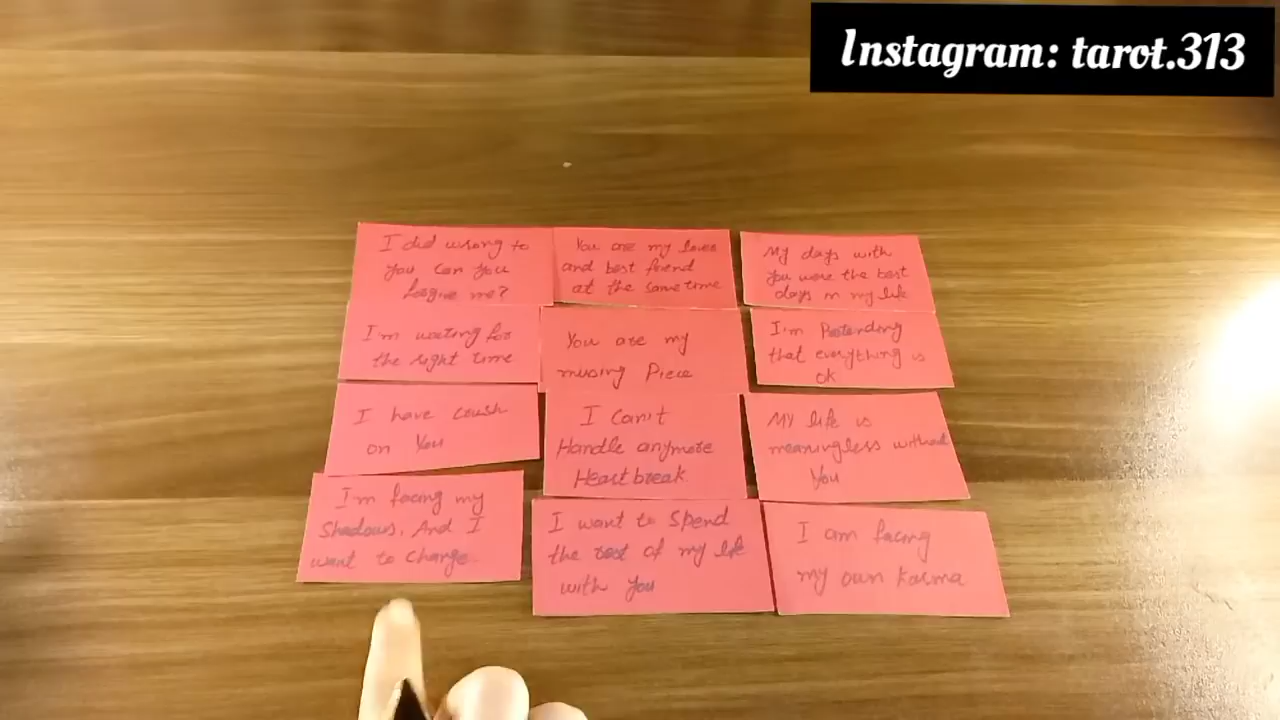 Instagram: tarot.313
I did wrong to
you can you
forgive me?
You are my lover
and best friend
at the same time
My days with
you were the best
days in my life
I'm waiting for
the right time
You are my
missing Piece
I'm Pretending
that everything is
ok
I have crush
on You
I Can't
Handle anymore
Heartbreak
My life is
meaningless without
You
I'm facing my
Shadows. And I
want to change.
I want to Spend
the rest of my life
with you
I am facing
my own Karma